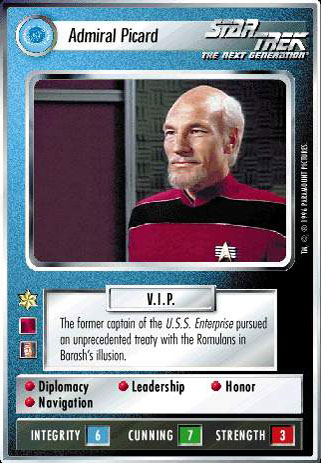 Admiral Picard
STAR TREK
THE NEXT GENERATION®
TM, ® & © 1996 PARAMOUNT PICTURES.
V.I.P.
The former captain of the U.S.S. Enterprise pursued
an unprecedented treaty with the Romulans in
Barash's illusion.
Diplomacy Leadership Honor
Navigation
INTEGRITY 6 CUNNING 7 STRENGTH 3